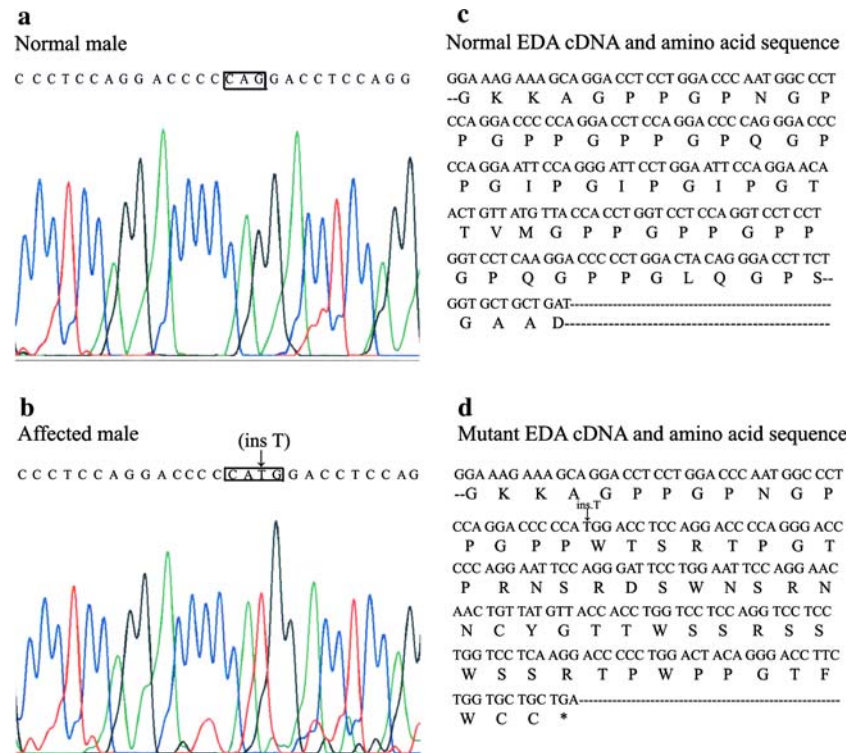 a
Normal male
C C C T C C A G G A C C C C C A G G A C C T C C A G G
b
Affected male
(ins T)
C C C T C C A G G A C C C C C A T G G A C C T C C A G
c
Normal EDA cDNA and amino acid sequence
GGA AAG AAA GCA GGA CCT CCT GGA CCC AAT GGC CCT
--G K K A G P P G P N G P
CCA GGA CCC CCA GGA CCT CCA GGA CCC CAG GGA CCC
P G P P G P P G P Q G P
CCA GGA ATT CCA GGG ATT CCT GGA ATT CCA GGA ACA
P G I P G I P G I P G T
ACT GTT ATG TTA CCA CCT GGT CCT CCA GGT CCT CCT
T V M G P P G P P G P P
GGT CCT CAA GGA CCC CCT GGA CTA CAG GGA CCT TCT
G P Q G P P G L Q G P S--
GGT GCT GCT GAT--------------------------------
G A A D--------------------------------
d
Mutant EDA cDNA and amino acid sequence
GGA AAG AAA GCA GGA CCT CCT GGA CCC AAT GGC CCT
--G K K A G P P G P N G P
ins.T
CCA GGA CCC CCA TGG ACC TCC AGG ACC CCA GGG ACC
P G P P W T S R T P G T
CCC AGG AAT TCC AGG GAT TCC TGG AAT TCC AGG AAC
P R N S R D S W N S R N
AAC TGT TAT GTT ACC ACC TGG TCC TCC AGG TCC TCC
N C Y G T T W S S R S S
TGG TCC TCA AGG ACC CCC TGG ACT ACA GGG ACC TTC
W S S R T P W P P G T F
TGG TGC TGC TGA--------------------------------
W C C *--------------------------------